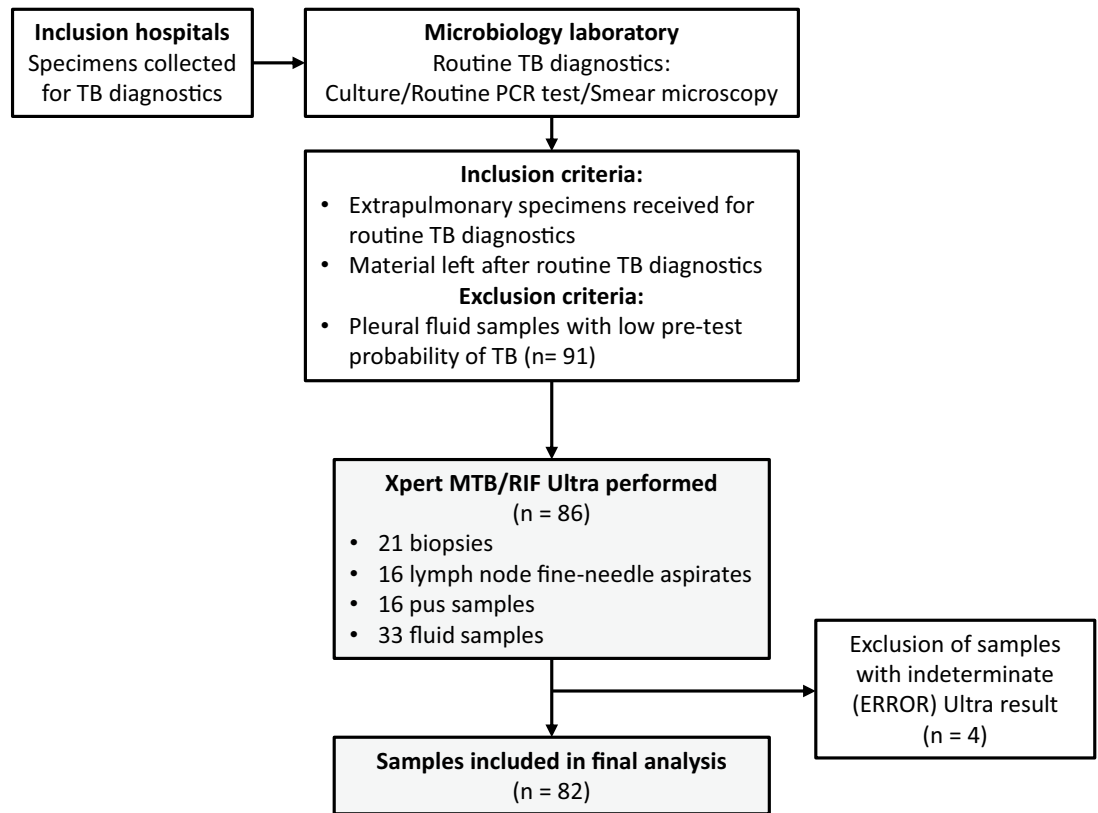 Inclusion hospitals
Specimens collected
for TB diagnostics
Microbiology laboratory
Routine TB diagnostics:
Culture/Routine PCR test/Smear microscopy
Inclusion criteria:
• Extrapulmonary specimens received for
routine TB diagnostics
• Material left after routine TB diagnostics
Exclusion criteria:
• Pleural fluid samples with low pre-test
probability of TB (n= 91)
Xpert MTB/RIF Ultra performed
(n = 86)
• 21 biopsies
• 16 lymph node fine-needle aspirates
• 16 pus samples
• 33 fluid samples
Exclusion of samples
with indeterminate
(ERROR) Ultra result
(n = 4)
Samples included in final analysis
(n = 82)